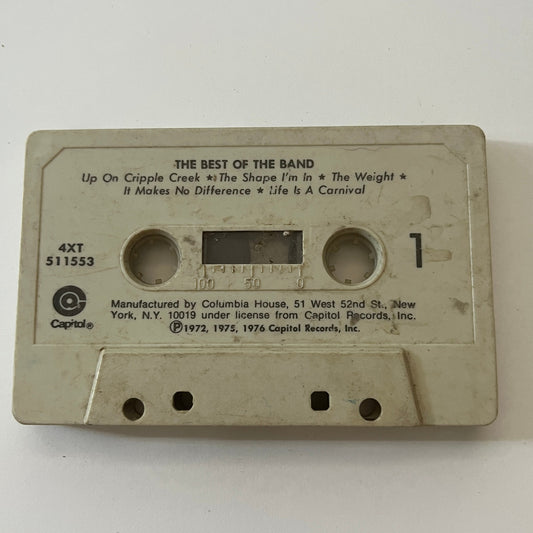 THE BEST OF THE BAND
Up On Cripple Creek ★ The Shape I'm In ★ The Weight ★
It Makes No Difference ★ Life Is A Carnival
4XT
511553
1
100 50 0
Capitol®
Manufactured by Columbia House, 51 West 52nd St., New
York, N.Y. 10019 under license from Capitol Records, Inc.
Ⓟ1972, 1975, 1976 Capitol Records, Inc.